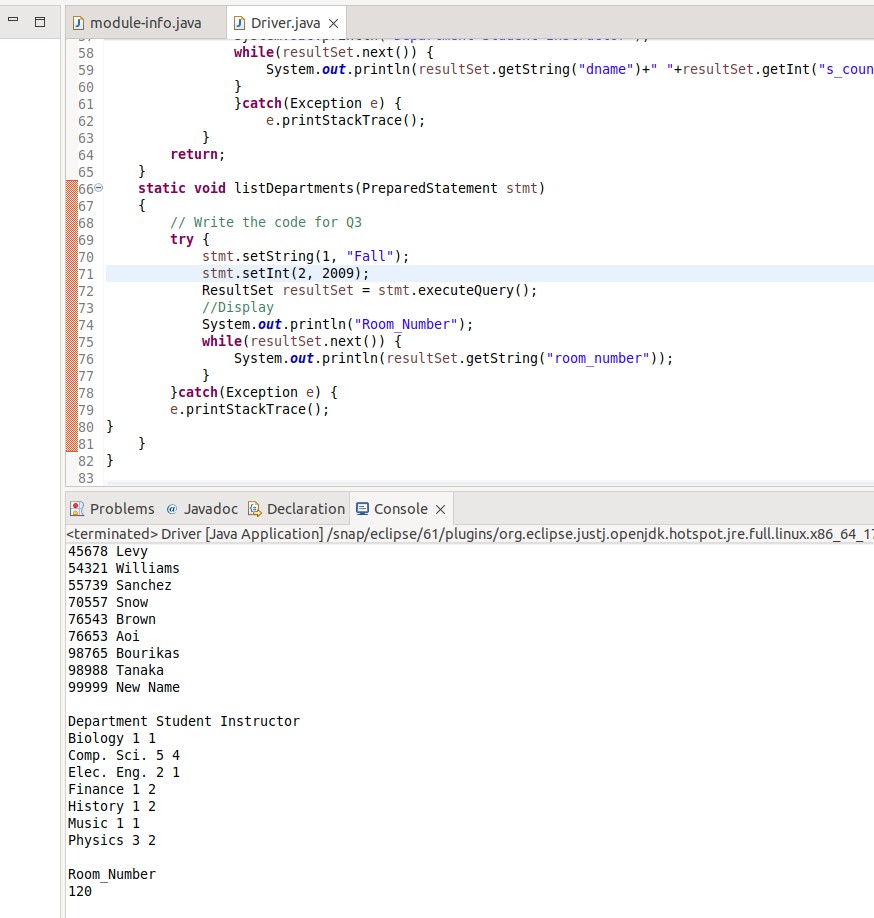 module-info.java
Driver.java
58 while(resultSet.next()) {
59 System.out.println(resultSet.getString("dname")+" "+resultSet.getInt("s_coun
60 }
61 }catch(Exception e) {
62 e.printStackTrace();
63 }
64 return;
65 }
66 static void listDepartments(PreparedStatement stmt)
67 {
68 // Write the code for Q3
69 try {
70 stmt.setString(1, "Fall");
71 stmt.setInt(2, 2009);
72 ResultSet resultSet = stmt.executeQuery();
73 //Display
74 System.out.println("Room_Number");
75 while(resultSet.next()) {
76 System.out.println(resultSet.getString("room_number"));
77 }
78 }catch(Exception e) {
79 e.printStackTrace();
80 }
81 }
82 }
83
Problems @ Javadoc Declaration Console
<terminated> Driver [Java Application] /snap/eclipse/61/plugins/org.eclipse.justj.openjdk.hotspot.jre.full.linux.x86_64_17
45678 Levy
54321 Williams
55739 Sanchez
70557 Snow
76543 Brown
76653 Aoi
98765 Bourikas
98988 Tanaka
99999 New Name
Department Student Instructor
Biology 1 1
Comp. Sci. 5 4
Elec. Eng. 2 1
Finance 1 2
History 1 2
Music 1 1
Physics 3 2
Room_Number
120